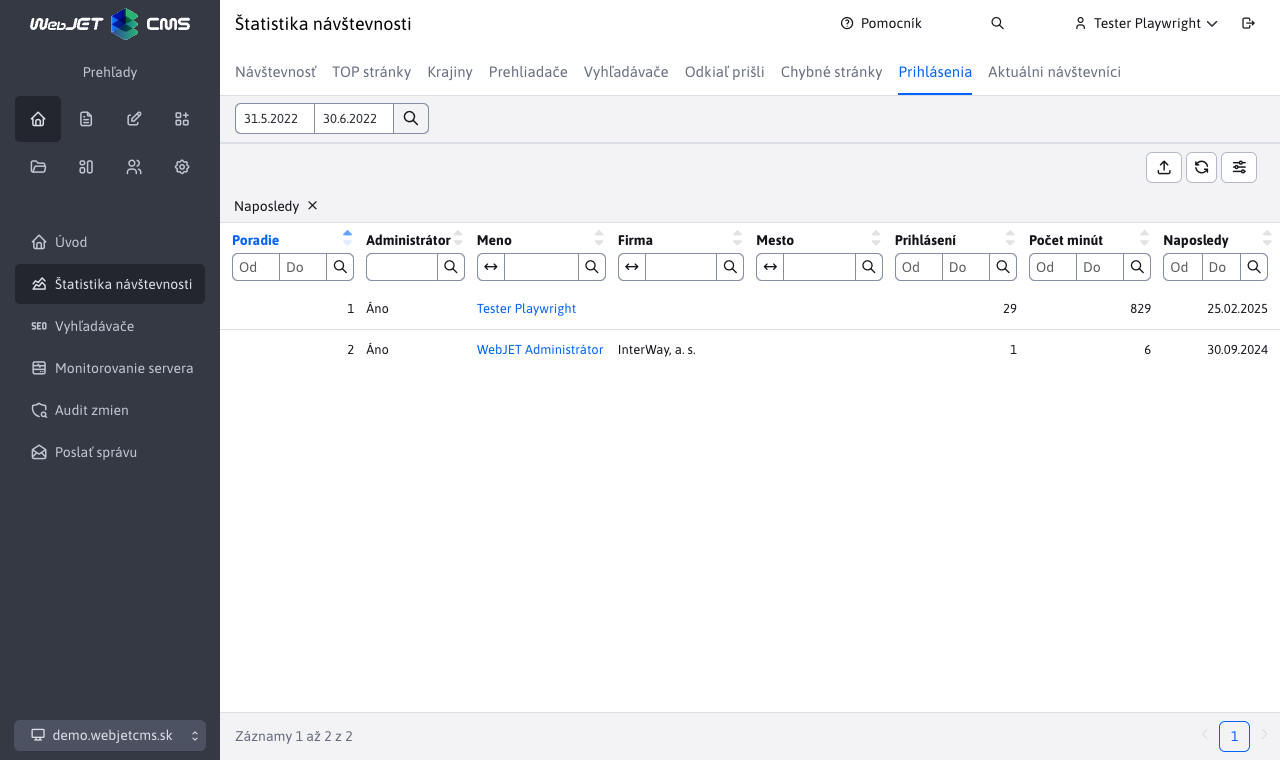 WebJET CMS
Štatistika návštevnosti
Pomocník
Tester Playwright
Prehľady
Návštevnosť TOP stránky Krajiny Prehliadače Vyhľadávače Odkiaľ prišli Chybné stránky Prihlásenia Aktuálni návštevníci
31.5.2022 30.6.2022
Naposledy
Úvod
Štatistika návštevnosti
SEO Vyhľadávače
Monitorovanie servera
Audit zmien
Poslať správu
Poradie Administrátor Meno Firma Mesto Prihlásení Počet minút Naposledy
Od Do Od Do Od Do Od Do
1 Áno Tester Playwright 29 829 25.02.2025
2 Áno WebJET Administrátor InterWay, a. s. 1 6 30.09.2024
demo.webjetcms.sk
Záznamy 1 až 2 z 2
1